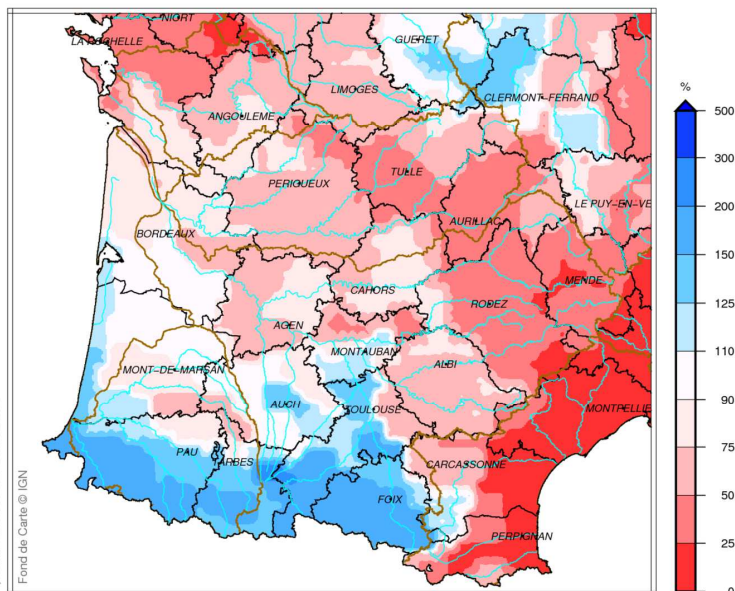 NIORT
LA ROCHELLE
GUERET
LIMOGES
CLERMONT-FERRAND
ANGOULEME
PERIGUEUX
TULLE
AURILLAC
LE PUY-EN-VE
BORDEAUX
CAHORS
RODEZ
MENDE
AGEN
MONTAUBAN
ALBI
MONT-DE-MARSAN
AUCH
TOULOUSE
MONTPELLIE
PAU
TARBES
CARCASSONNE
FOIX
PERPIGNAN
Fond de Carte © IGN
%
500
300
200
150
125
110
90
75
50
25
0